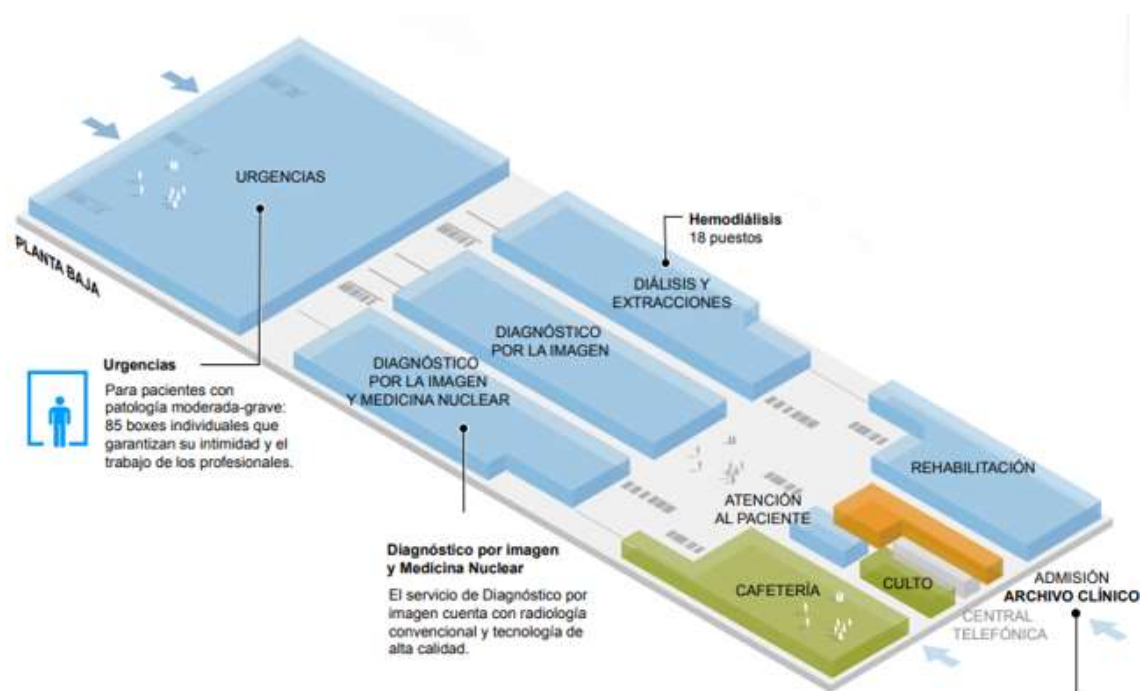 URGENCIAS
PLANTA BAJA
Hemodiálisis
18 puestos
DIÁLISIS Y
EXTRACCIONES
DIAGNÓSTICO
POR LA IMAGEN
DIAGNÓSTICO
POR LA IMAGEN
Y MEDICINA NUCLEAR
Urgencias
Para pacientes con
patología moderada-grave:
85 boxes individuales que
garantizan su intimidad y el
trabajo de los profesionales.
REHABILITACIÓN
ATENCIÓN
AL PACIENTE
Diagnóstico por imagen
y Medicina Nuclear
El servicio de Diagnóstico por
imagen cuenta con radiología
convencional y tecnología de
alta calidad.
CAFETERÍA
CULTO
ADMISIÓN
ARCHIVO CLÍNICO
CENTRAL
TELEFÓNICA